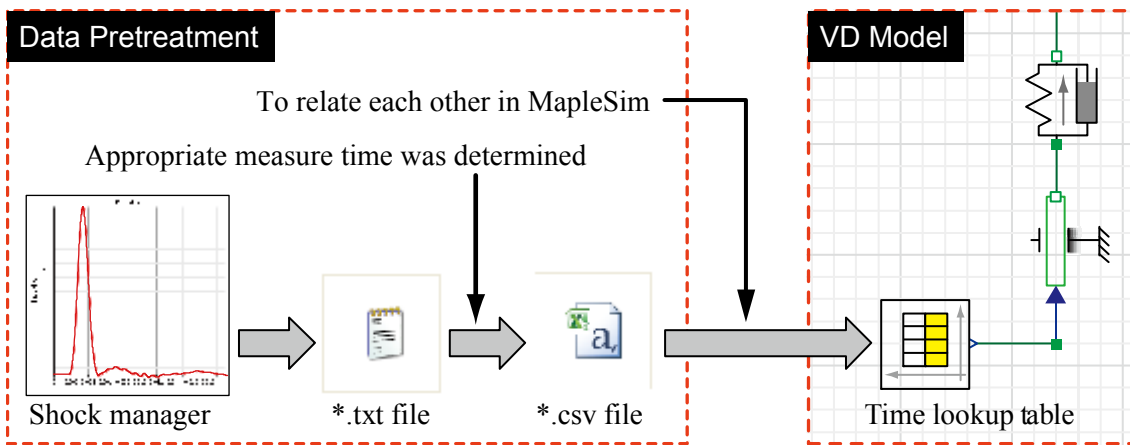 Data Pretreatment
VD Model
To relate each other in MapleSim
Appropriate measure time was determined
Shock manager
*.txt file
*.csv file
Time lookup table
a,